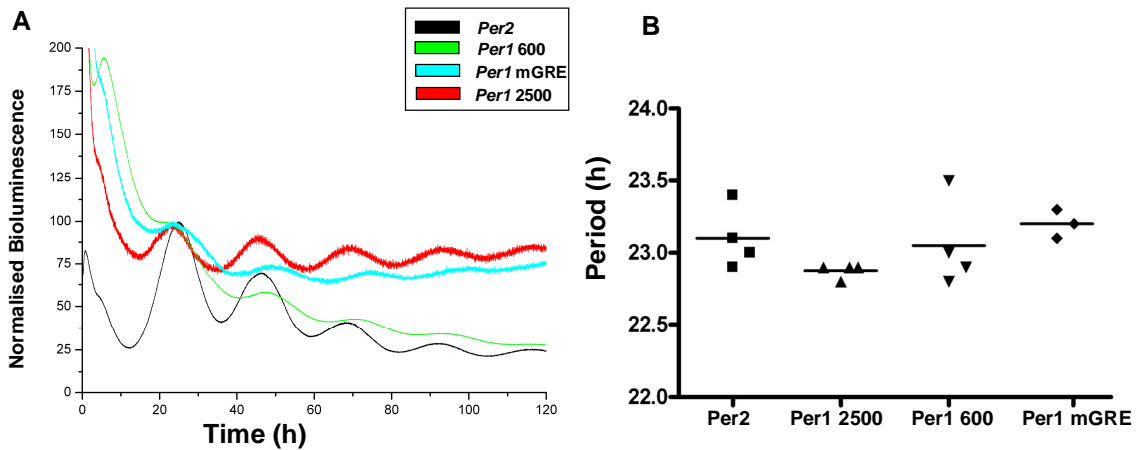 A
Per2
Per1 600
Per1 mGRE
Per1 2500
Normalised Bioluminescence
200
175
150
125
100
75
50
25
0
0 20 40 60 80 100 120
Time (h)
B
Period (h)
24.0
23.5
23.0
22.5
22.0
Per2 Per1 2500 Per1 600 Per1 mGRE